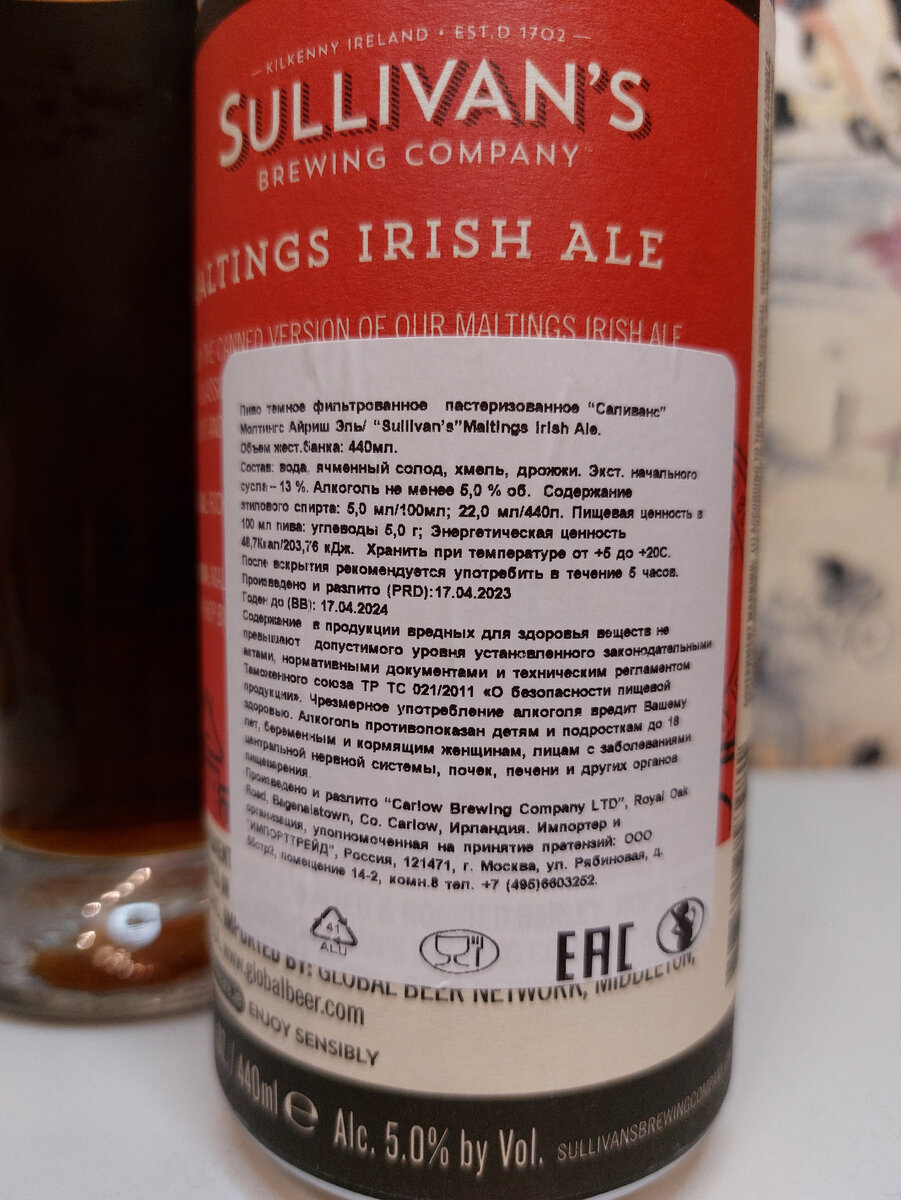 KILKENNY IRELAND • EST.D 1702
SULLIVAN'S
BREWING COMPANY
MALTINGS IRISH ALE
CANNED VERSION OF OUR MALTINGS IRISH ALE
Пиво темное фильтрованное пастеризованное "Саливанс"
Молтингс Айриш Эль/ "Sullivan's"Maltings Irish Ale.
Объем жест.банка: 440мл.
Состав: вода, ячменный солод, хмель, дрожжи. Экст. начального
сусла – 13 %. Алкоголь не менее 5,0 % об. Содержание
этилового спирта: 5,0 мл/100мл; 22,0 мл/440л. Пищевая ценность в
100 мл пива: углеводы 5,0 г; Энергетическая ценность
48,7Ккал/203,76 кДж. Хранить при температуре от +5 до +20С.
После вскрытия рекомендуется употребить в течение 5 часов.
Произведено и разлито (PRD):17.04.2023
Годен до (BB): 17.04.2024
Содержание в продукции вредных для здоровья веществ не
превышают допустимого уровня установленного законодательными
актами, нормативными документами и техническим регламентом
Таможенного союза ТР ТС 021/2011 «О безопасности пищевой
продукции». Чрезмерное употребление алкоголя вредит Вашему
здоровью. Алкоголь противопоказан детям и подросткам до 18
лет, беременным и кормящим женщинам, лицам с заболеваниями
центральной нервной системы, почек, печени и других органов
пищеварения.
Произведено и разлито "Carlow Brewing Company LTD", Royal Oak
Road, Bagenalstown, Co. Carlow, Ирландия. Импортер и
организация, уполномоченная на принятие претензий: ООО
"ИМПОРТТРЕЙД", Россия, 121471, г. Москва, ул. Рябиновая, д.
55стр2, помещение 14-2, комн.8 тел. +7 (495)6603252.
41
ALU
EAC
IMPORTED BY: GLOBAL BEER NETWORK, MIDDLETON,
www.globalbeer.com
ENJOY SENSIBLY
440ml e Alc. 5.0% by Vol.
SULLIVANSBREWINGCOMPANY